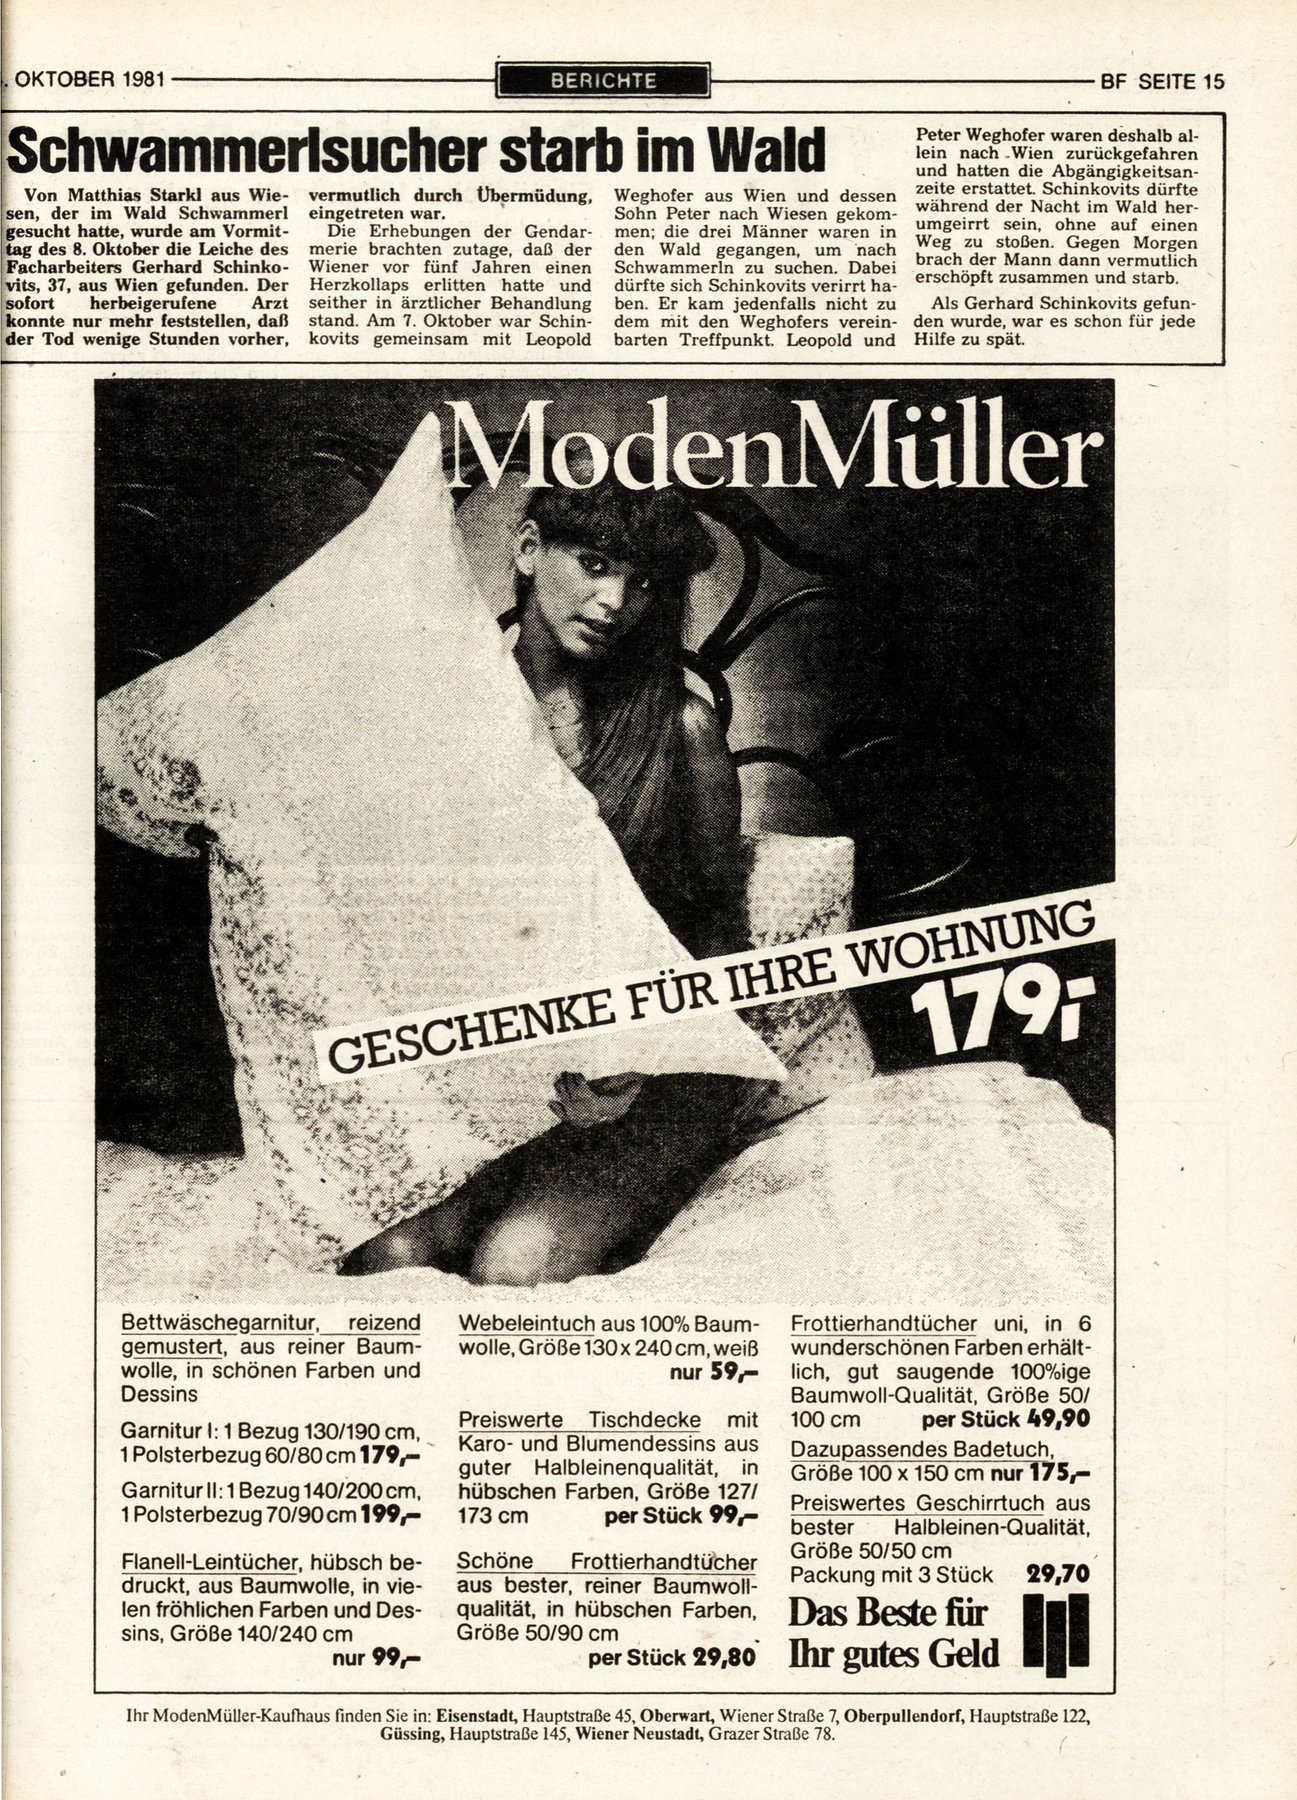 . OKTOBER 1981
BERICHTE
BF SEITE 15
Schwammerlsucher starb im Wald
Von Matthias Starkl aus Wie-
sen, der im Wald Schwammerl
gesucht hatte, wurde am Vormit-
tag des 8. Oktober die Leiche des
Facharbeiters Gerhard Schinko-
vits, 37, aus Wien gefunden. Der
sofort herbeigerufene Arzt
konnte nur mehr feststellen, daß
der Tod wenige Stunden vorher,
vermutlich durch Übermüdung,
eingetreten war.
Die Erhebungen der Gendar-
merie brachten zutage, daß der
Wiener vor fünf Jahren einen
Herzkollaps erlitten hatte und
seither in ärztlicher Behandlung
stand. Am 7. Oktober war Schin-
kovits gemeinsam mit Leopold
Weghofer aus Wien und dessen
Sohn Peter nach Wiesen gekom-
men; die drei Männer waren in
den Wald gegangen, um nach
Schwammerln zu suchen. Dabei
dürfte sich Schinkovits verirrt ha-
ben. Er kam jedenfalls nicht zu
dem mit den Weghofers verein-
barten Treffpunkt. Leopold und
Peter Weghofer waren deshalb al-
lein nach Wien zurückgefahren
und hatten die Abgängigkeitsan-
zeite erstattet. Schinkovits dürfte
während der Nacht im Wald her-
umgeirrt sein, ohne auf einen
Weg zu stoßen. Gegen Morgen
brach der Mann dann vermutlich
erschöpft zusammen und starb.
Als Gerhard Schinkovits gefun-
den wurde, war es schon für jede
Hilfe zu spät.
ModenMüller
GESCHENKE FÜR IHRE WOHNUNG
179,-
Bettwäschegarnitur, reizend
gemustert, aus reiner Baum-
wolle, in schönen Farben und
Dessins
Garnitur I: 1 Bezug 130/190 cm,
1 Polsterbezug 60/80 cm 179,–
Garnitur II: 1 Bezug 140/200 cm,
1 Polsterbezug 70/90 cm 199,–
Flanell-Leintücher, hübsch be-
druckt, aus Baumwolle, in vie-
len fröhlichen Farben und Des-
sins, Größe 140/240 cm
nur 99,–
Webeleintuch aus 100% Baum-
wolle, Größe 130 x 240 cm, weiß
nur 59,–
Preiswerte Tischdecke mit
Karo- und Blumendessins aus
guter Halbleinenqualität, in
hübschen Farben, Größe 127/
173 cm per Stück 99,–
Schöne Frottierhandtücher
aus bester, reiner Baumwoll-
qualität, in hübschen Farben,
Größe 50/90 cm
per Stück 29,80
Frottierhandtücher uni, in 6
wunderschönen Farben erhält-
lich, gut saugende 100%ige
Baumwoll-Qualität, Größe 50/
100 cm per Stück 49,90
Dazupassendes Badetuch,
Größe 100 x 150 cm nur 175,–
Preiswertes Geschirrtuch aus
bester Halbleinen-Qualität,
Größe 50/50 cm
Packung mit 3 Stück 29,70
Das Beste für
Ihr gutes Geld
Ihr ModenMüller-Kaufhaus finden Sie in: Eisenstadt, Hauptstraße 45, Oberwart, Wiener Straße 7, Oberpullendorf, Hauptstraße 122,
Güssing, Hauptstraße 145, Wiener Neustadt, Grazer Straße 78.